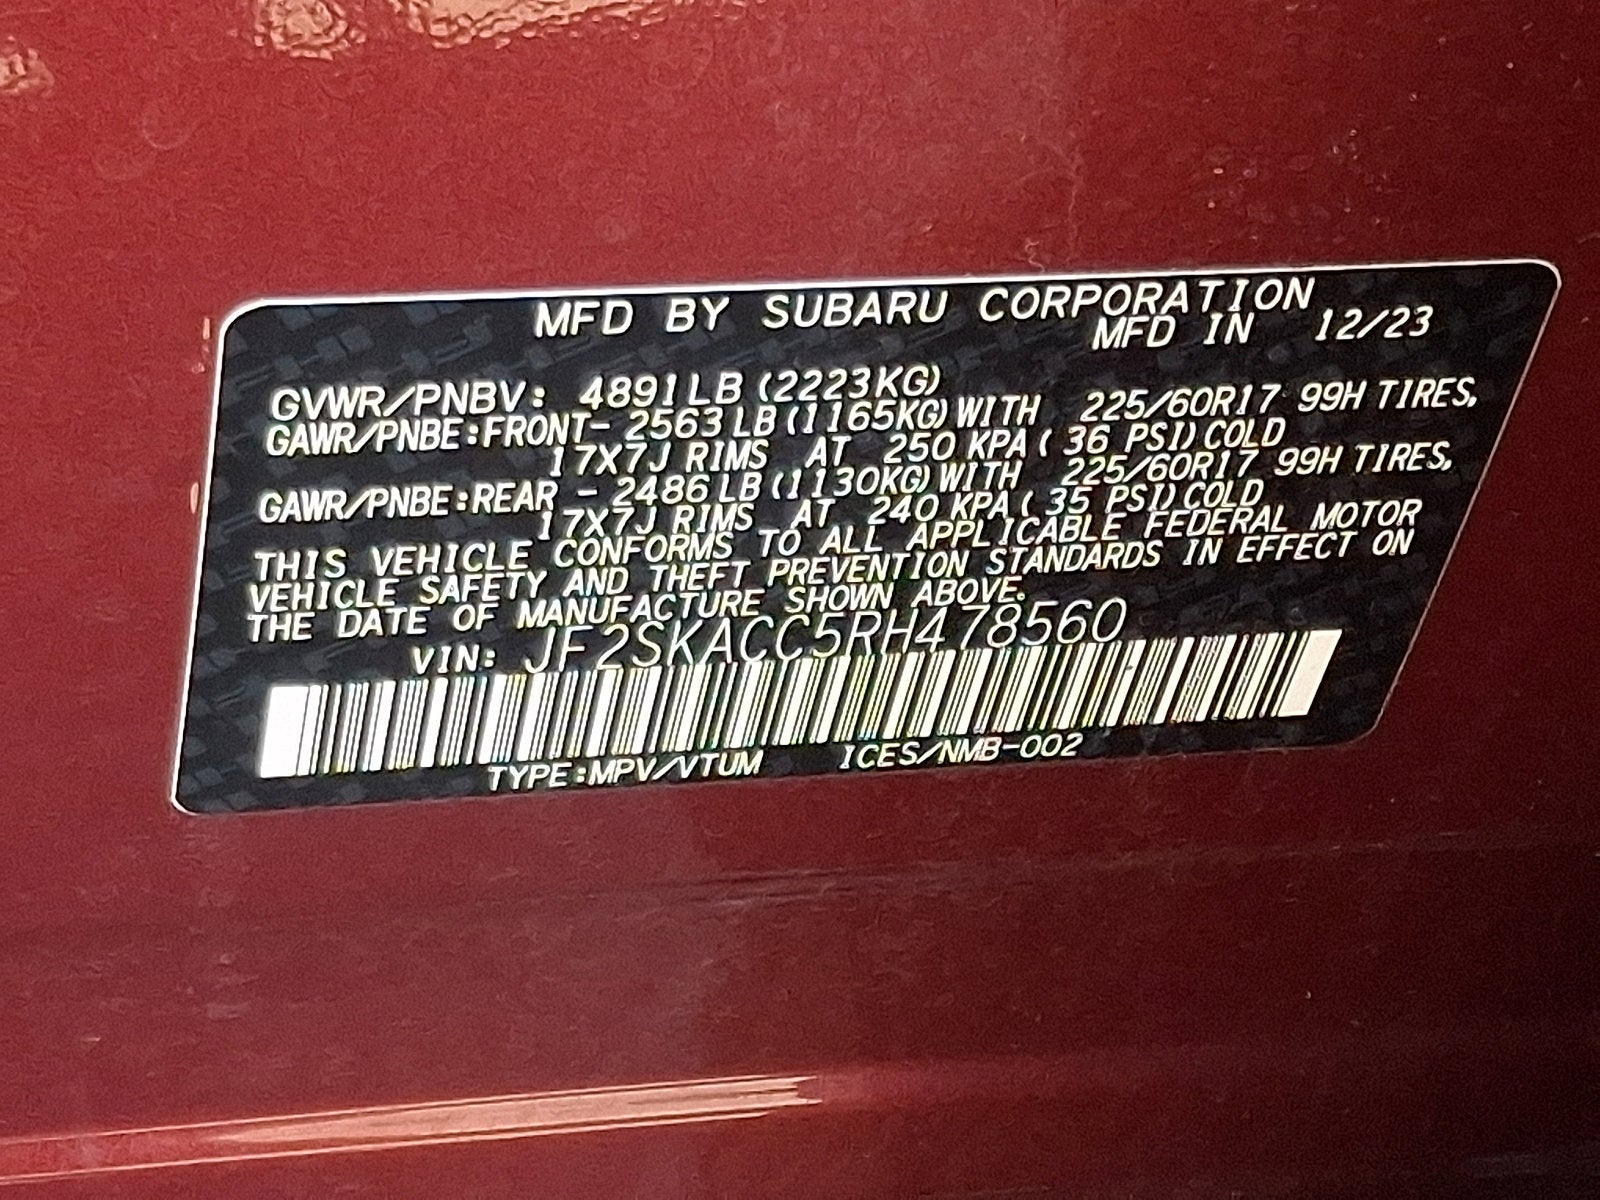 MFD BY SUBARU CORPORATION
MFD IN 12/23
GVWR/PNBV: 4891LB (2223KG)
GAWR/PNBE:FRONT- 2563LB (1165KG) WITH 225/60R17 99H TIRES,
17X7J RIMS AT 250 KPA ( 36 PSI) COLD
GAWR/PNBE:REAR - 2486LB (1130KG) WITH 225/60R17 99H TIRES,
17X7J RIMS AT 240 KPA ( 35 PSI) COLD
THIS VEHICLE CONFORMS TO ALL APPLICABLE FEDERAL MOTOR
VEHICLE SAFETY AND THEFT PREVENTION STANDARDS IN EFFECT ON
THE DATE OF MANUFACTURE SHOWN ABOVE.
VIN: JF2SKACC5RH478560
TYPE:MPV/VTUM ICES/NMB-002